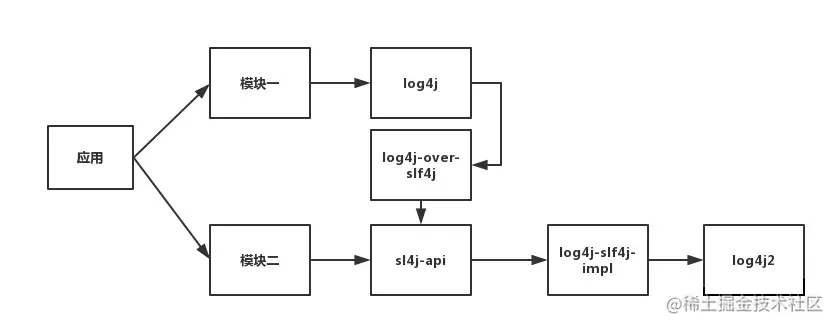 模块一
log4j
应用
log4j-over-
slf4j
模块二
sl4j-api
log4j-slf4j-
impl
log4j2
@稀土掘金技术社区